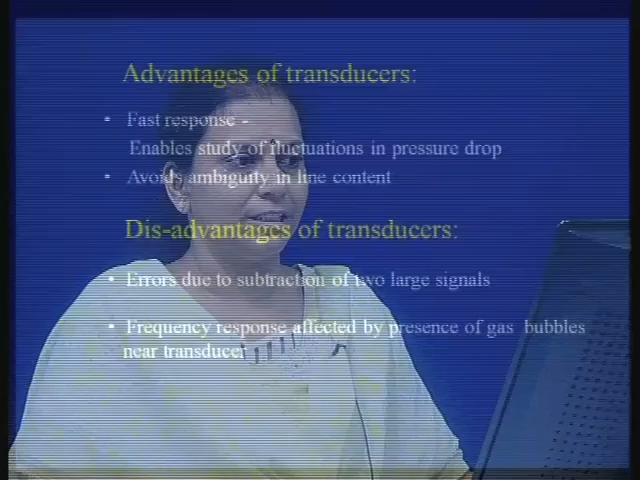 Advantages of transducers:
• Fast response -
Enables study of fluctuations in pressure drop
• Avoids ambiguity in line content
Dis-advantages of transducers:
• Errors due to subtraction of two large signals
• Frequency response affected by presence of gas bubbles
near transducer